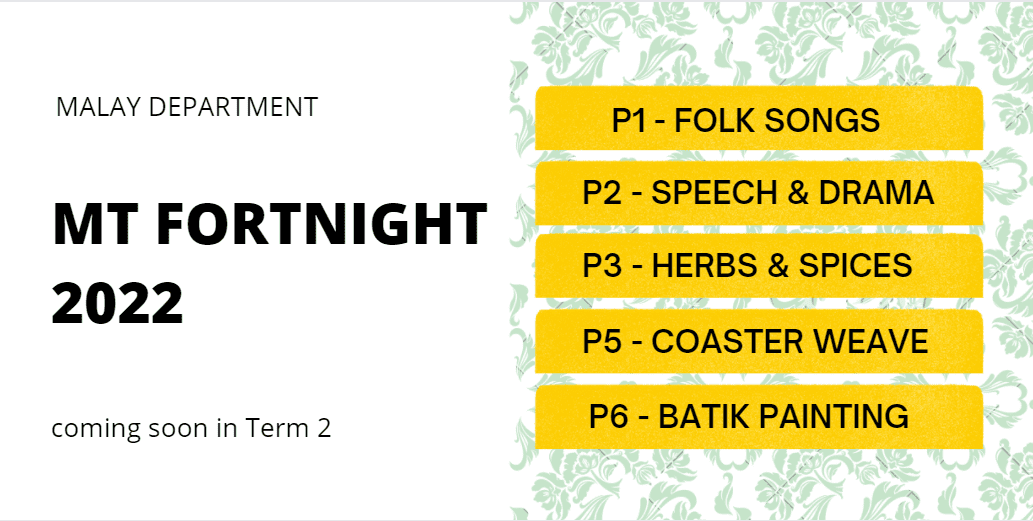 MALAY DEPARTMENT
MT FORTNIGHT
2022
coming soon in Term 2
P1 - FOLK SONGS
P2 - SPEECH & DRAMA
P3 - HERBS & SPICES
P5 - COASTER WEAVE
P6 - BATIK PAINTING